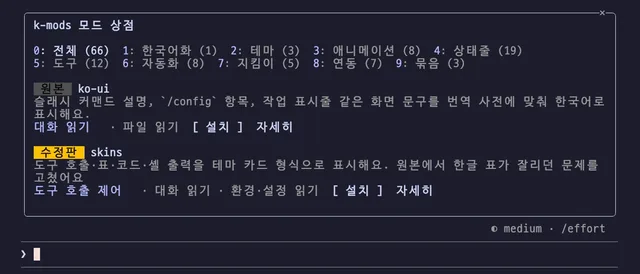 k-mods 모드 상점
0: 전체 (66) 1: 한국어화 (1) 2: 테마 (3) 3: 애니메이션 (8) 4: 상태줄 (19)
5: 도구 (12) 6: 자동화 (8) 7: 지킴이 (5) 8: 연동 (7) 9: 묶음 (3)
원본 ko-ui
슬래시 커맨드 설명, `/config` 항목, 작업 표시줄 같은 화면 문구를 번역 사전에 맞춰 한국어로
표시해요.
대화 읽기 · 파일 읽기 [ 설치 ] 자세히
수정판 skins
도구 호출·표·코드·셸 출력을 테마 카드 형식으로 표시해요. 원본에서 한글 표가 잘리던 문제를
고쳤어요
도구 호출 제어 · 대화 읽기 · 환경·설정 읽기 [ 설치 ] 자세히
◐ medium · /effort
❯